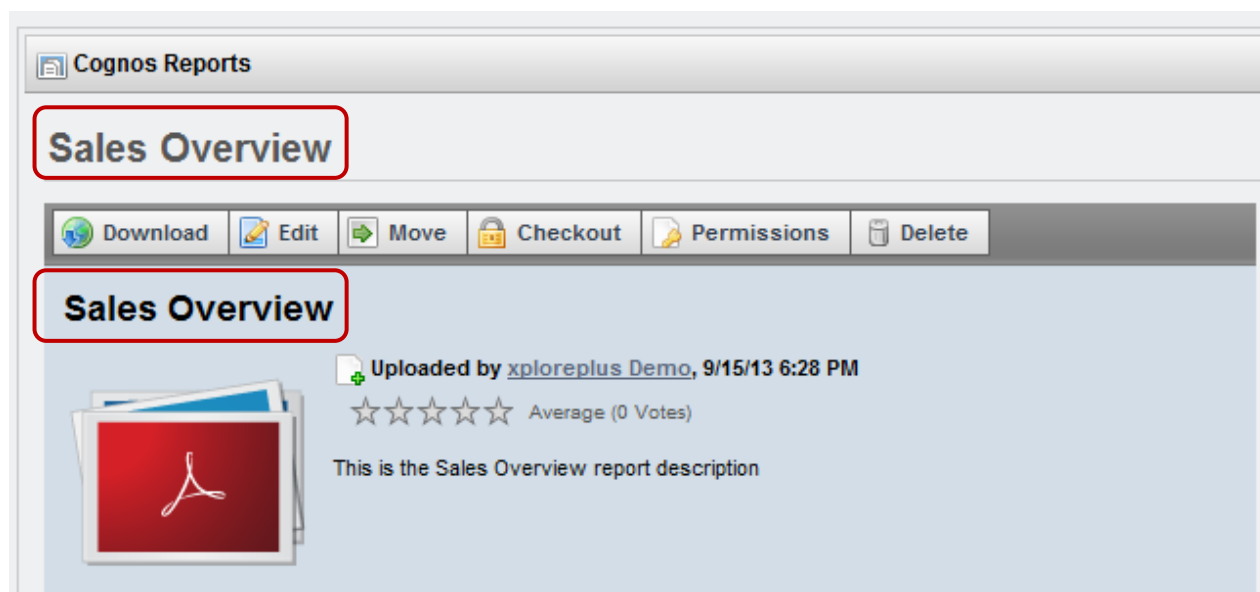 Cognos Reports
Sales Overview
Download Edit Move Checkout Permissions Delete
Sales Overview
Uploaded by xploreplus Demo, 9/15/13 6:28 PM
Average (0 Votes)
This is the Sales Overview report description